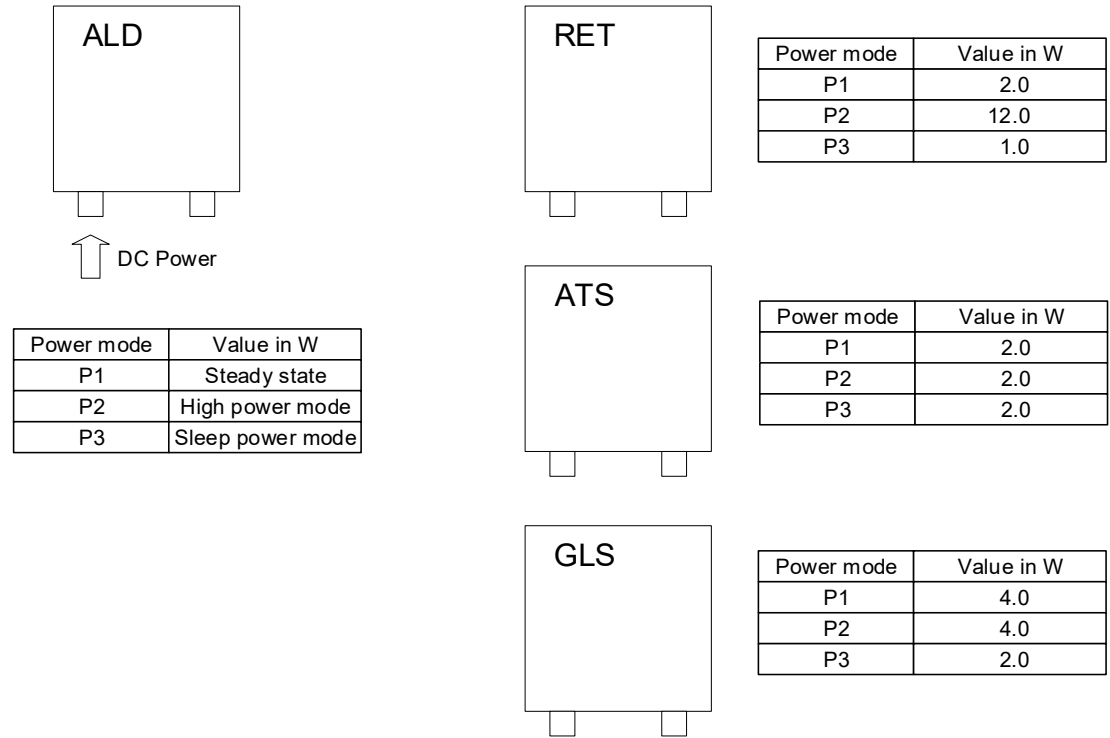 ALD
DC Power
Power mode Value in W
P1 Steady state
P2 High power mode
P3 Sleep power mode
RET
Power mode Value in W
P1 2.0
P2 12.0
P3 1.0
ATS
Power mode Value in W
P1 2.0
P2 2.0
P3 2.0
GLS
Power mode Value in W
P1 4.0
P2 4.0
P3 2.0